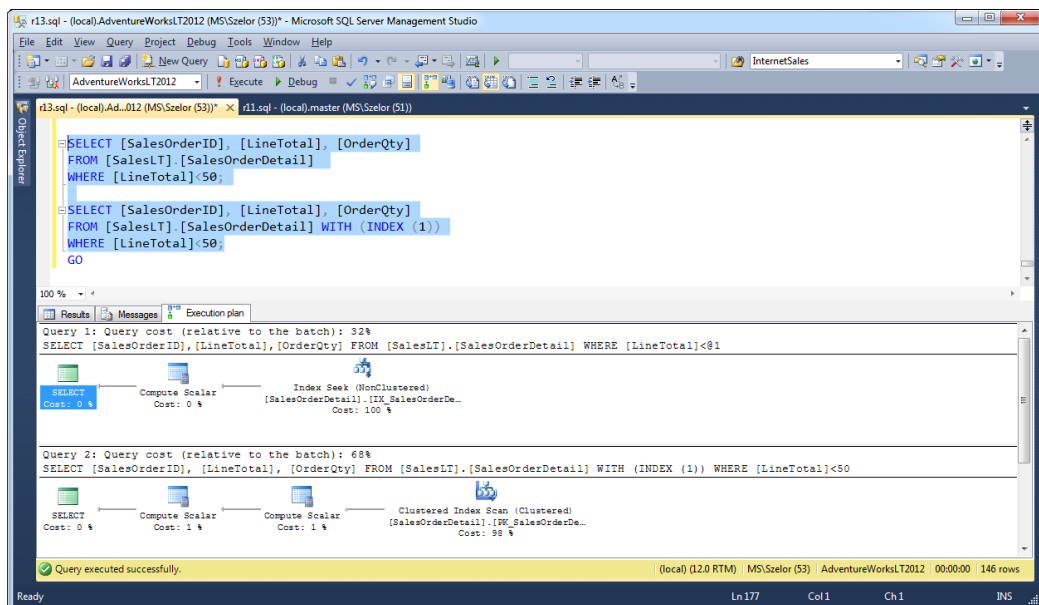 r13.sql - (local).AdventureWorksLT2012 (MS\Szelor (53))* - Microsoft SQL Server Management Studio
File Edit View Query Project Debug Tools Window Help
New Query InternetSales
AdventureWorksLT2012 Execute Debug
r13.sql - (local).Ad...012 (MS\Szelor (53))* r11.sql - (local).master (MS\Szelor (51))
Object Explorer
SELECT [SalesOrderID], [LineTotal], [OrderQty]
FROM [SalesLT].[SalesOrderDetail]
WHERE [LineTotal]<50;
SELECT [SalesOrderID], [LineTotal], [OrderQty]
FROM [SalesLT].[SalesOrderDetail] WITH (INDEX (1))
WHERE [LineTotal]<50;
GO
100 %
Results Messages Execution plan
Query 1: Query cost (relative to the batch): 32%
SELECT [SalesOrderID],[LineTotal],[OrderQty] FROM [SalesLT].[SalesOrderDetail] WHERE [LineTotal]<@1
SELECT Compute Scalar Index Seek (NonClustered)
Cost: 0 % Cost: 0 % [SalesOrderDetail].[IX_SalesOrderDe...
Cost: 100 %
Query 2: Query cost (relative to the batch): 68%
SELECT [SalesOrderID], [LineTotal], [OrderQty] FROM [SalesLT].[SalesOrderDetail] WITH (INDEX (1)) WHERE [LineTotal]<50
SELECT Compute Scalar Compute Scalar Clustered Index Scan (Clustered)
Cost: 0 % Cost: 1 % Cost: 1 % [SalesOrderDetail].[PK_SalesOrderDe...
Cost: 98 %
Query executed successfully. (local) (12.0 RTM) MS\Szelor (53) AdventureWorksLT2012 00:00:00 146 rows
Ready Ln 177 Col 1 Ch 1 INS